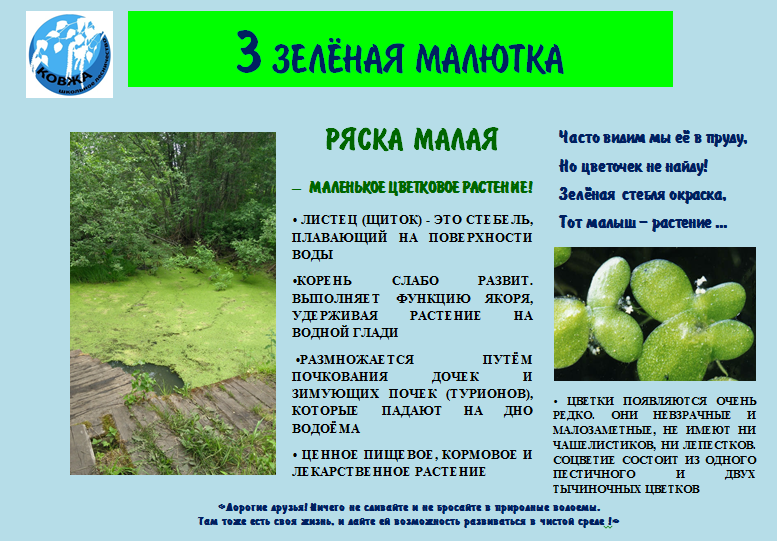 КОВЖА
школьное лесничество
3 ЗЕЛЁНАЯ МАЛЮТКА
РЯСКА МАЛАЯ
– МАЛЕНЬКОЕ ЦВЕТКОВОЕ РАСТЕНИЕ!
• ЛИСТЕЦ (ЩИТОК) - ЭТО СТЕБЕЛЬ,
ПЛАВАЮЩИЙ НА ПОВЕРХНОСТИ
ВОДЫ
•КОРЕНЬ СЛАБО РАЗВИТ.
ВЫПОЛНЯЕТ ФУНКЦИЮ ЯКОРЯ,
УДЕРЖИВАЯ РАСТЕНИЕ НА
ВОДНОЙ ГЛАДИ
•РАЗМНОЖАЕТСЯ ПУТЁМ
ПОЧКОВАНИЯ ДОЧЕК И
ЗИМУЮЩИХ ПОЧЕК (ТУРИОНОВ),
КОТОРЫЕ ПАДАЮТ НА ДНО
ВОДОЁМА
• ЦЕННОЕ ПИЩЕВОЕ, КОРМОВОЕ И
ЛЕКАРСТВЕННОЕ РАСТЕНИЕ
Часто видим мы её в пруду,
Но цветочек не найду!
Зелёная стебля окраска,
Тот малыш – растение ...
• ЦВЕТКИ ПОЯВЛЯЮТСЯ ОЧЕНЬ
РЕДКО. ОНИ НЕВЗРАЧНЫЕ И
МАЛОЗАМЕТНЫЕ, НЕ ИМЕЮТ НИ
ЧАШЕЛИСТИКОВ, НИ ЛЕПЕСТКОВ.
СОЦВЕТИЕ СОСТОИТ ИЗ ОДНОГО
ПЕСТИЧНОГО И ДВУХ
ТЫЧИНОЧНЫХ ЦВЕТКОВ
«Дорогие друзья! Ничего не сливайте и не бросайте в природные водоемы.
Там тоже есть своя жизнь, и дайте ей возможность развиваться в чистой среде !»